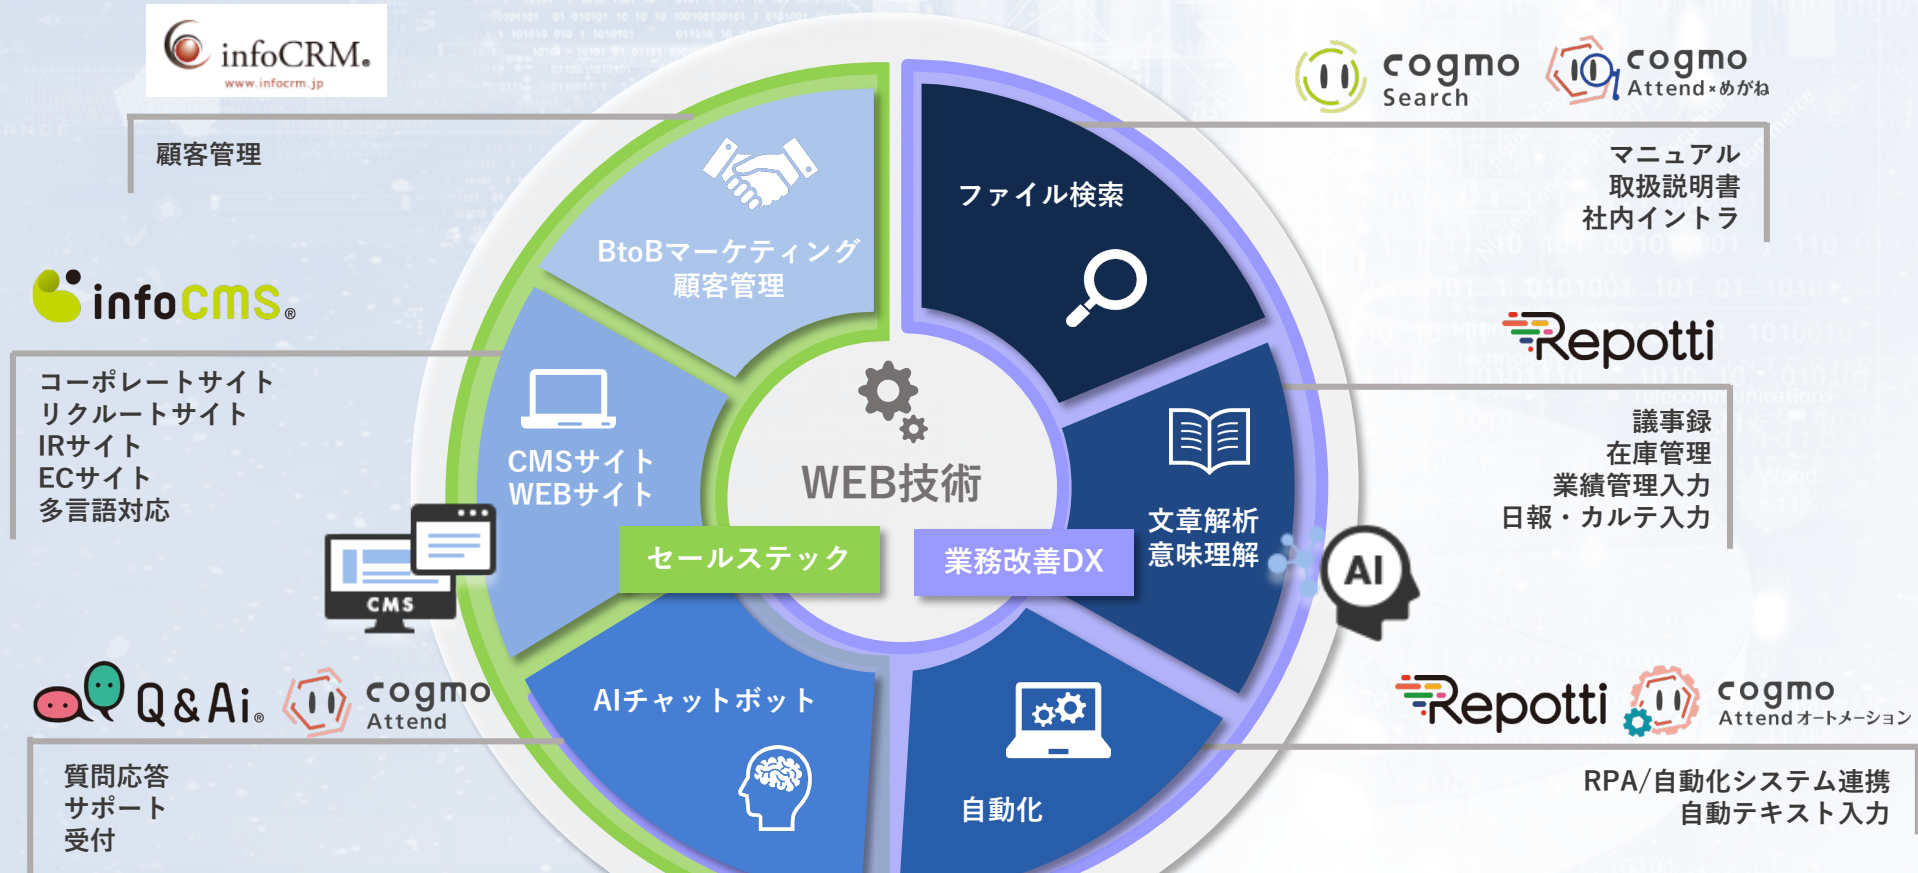 infoCRM.
www.infocrm.jp
顧客管理
infoCMS®
コーポレートサイト
リクルートサイト
IRサイト
ECサイト
多言語対応
CMS
Q&Ai®
cogmo
Attend
質問応答
サポート
受付
BtoBマーケティング
顧客管理
CMSサイト
WEBサイト
AIチャットボット
WEB技術
セールステック
業務改善DX
ファイル検索
文章解析
意味理解
自動化
cogmo
Search
cogmo
Attend×めがね
マニュアル
取扱説明書
社内イントラ
Repotti
議事録
在庫管理
業績管理入力
日報・カルテ入力
AI
Repotti
cogmo
Attendオートメーション
RPA/自動化システム連携
自動テキスト入力